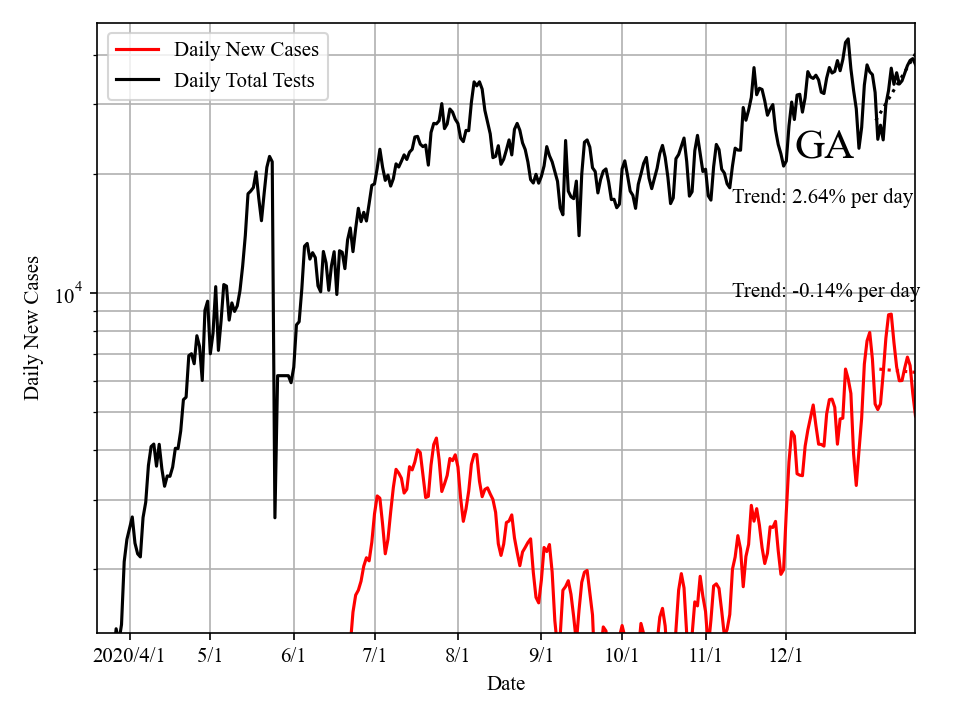 Daily New Cases
Daily Total Tests
GA
Trend: 2.64% per day
Trend: -0.14% per day
10^4
Daily New Cases
2020/4/1 5/1 6/1 7/1 8/1 9/1 10/1 11/1 12/1
Date